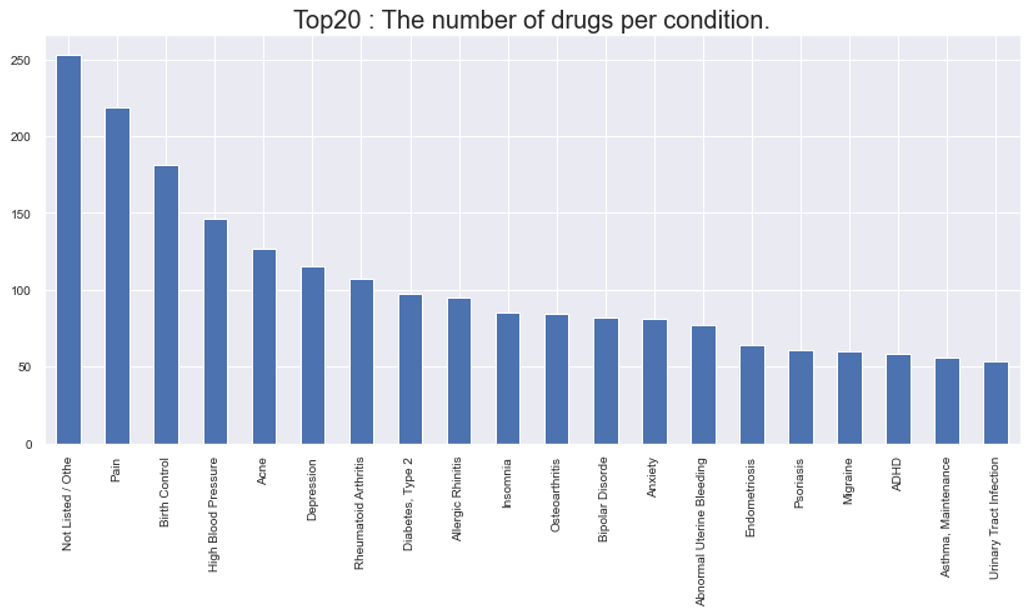 Top20 : The number of drugs per condition.
250
200
150
100
50
0
Not Listed / Othe
Pain
Birth Control
High Blood Pressure
Acne
Depression
Rheumatoid Arthritis
Diabetes, Type 2
Allergic Rhinitis
Insomnia
Osteoarthritis
Bipolar Disorde
Anxiety
Abnormal Uterine Bleeding
Endometriosis
Psoriasis
Migraine
ADHD
Asthma, Maintenance
Urinary Tract Infection